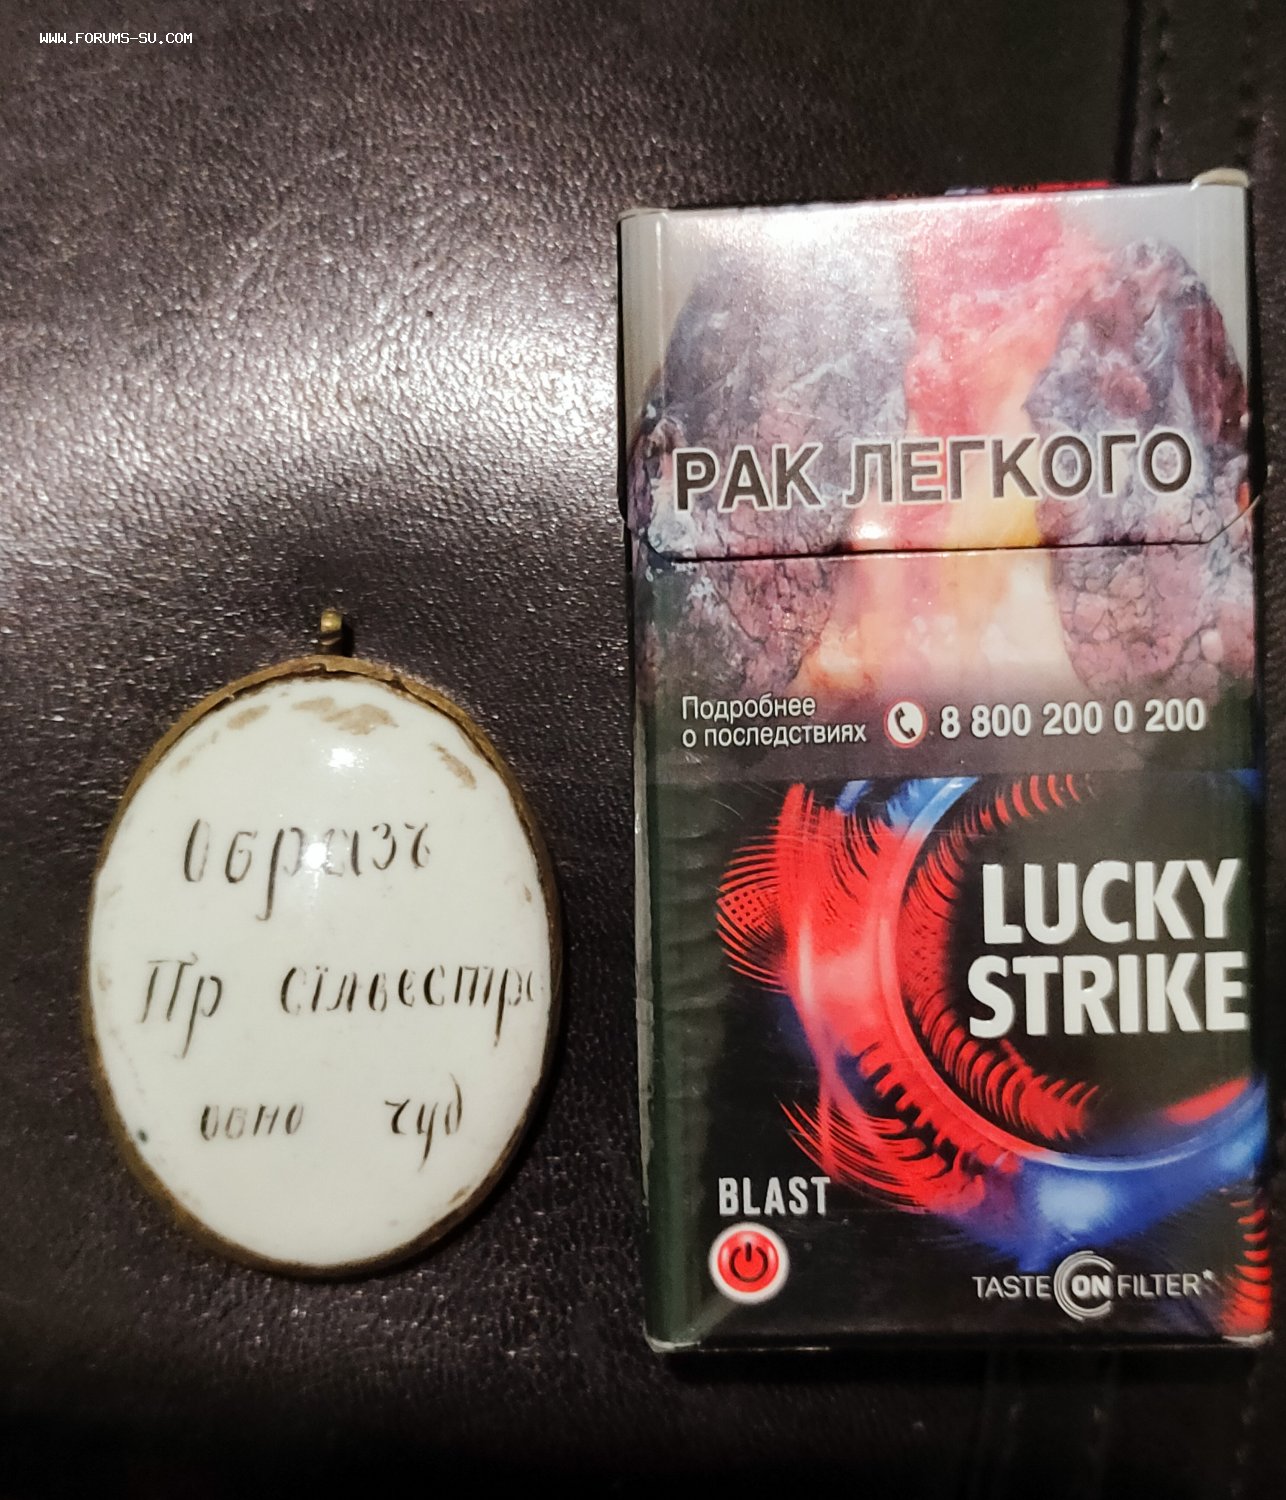 WWW.FORUMS-SU.COM
Образъ
Пр сілвестра
овно чуд
РАК ЛЕГКОГО
Подробнее
о последствиях
8 800 200 0 200
LUCKY
STRIKE
BLAST
TASTE ON FILTER*